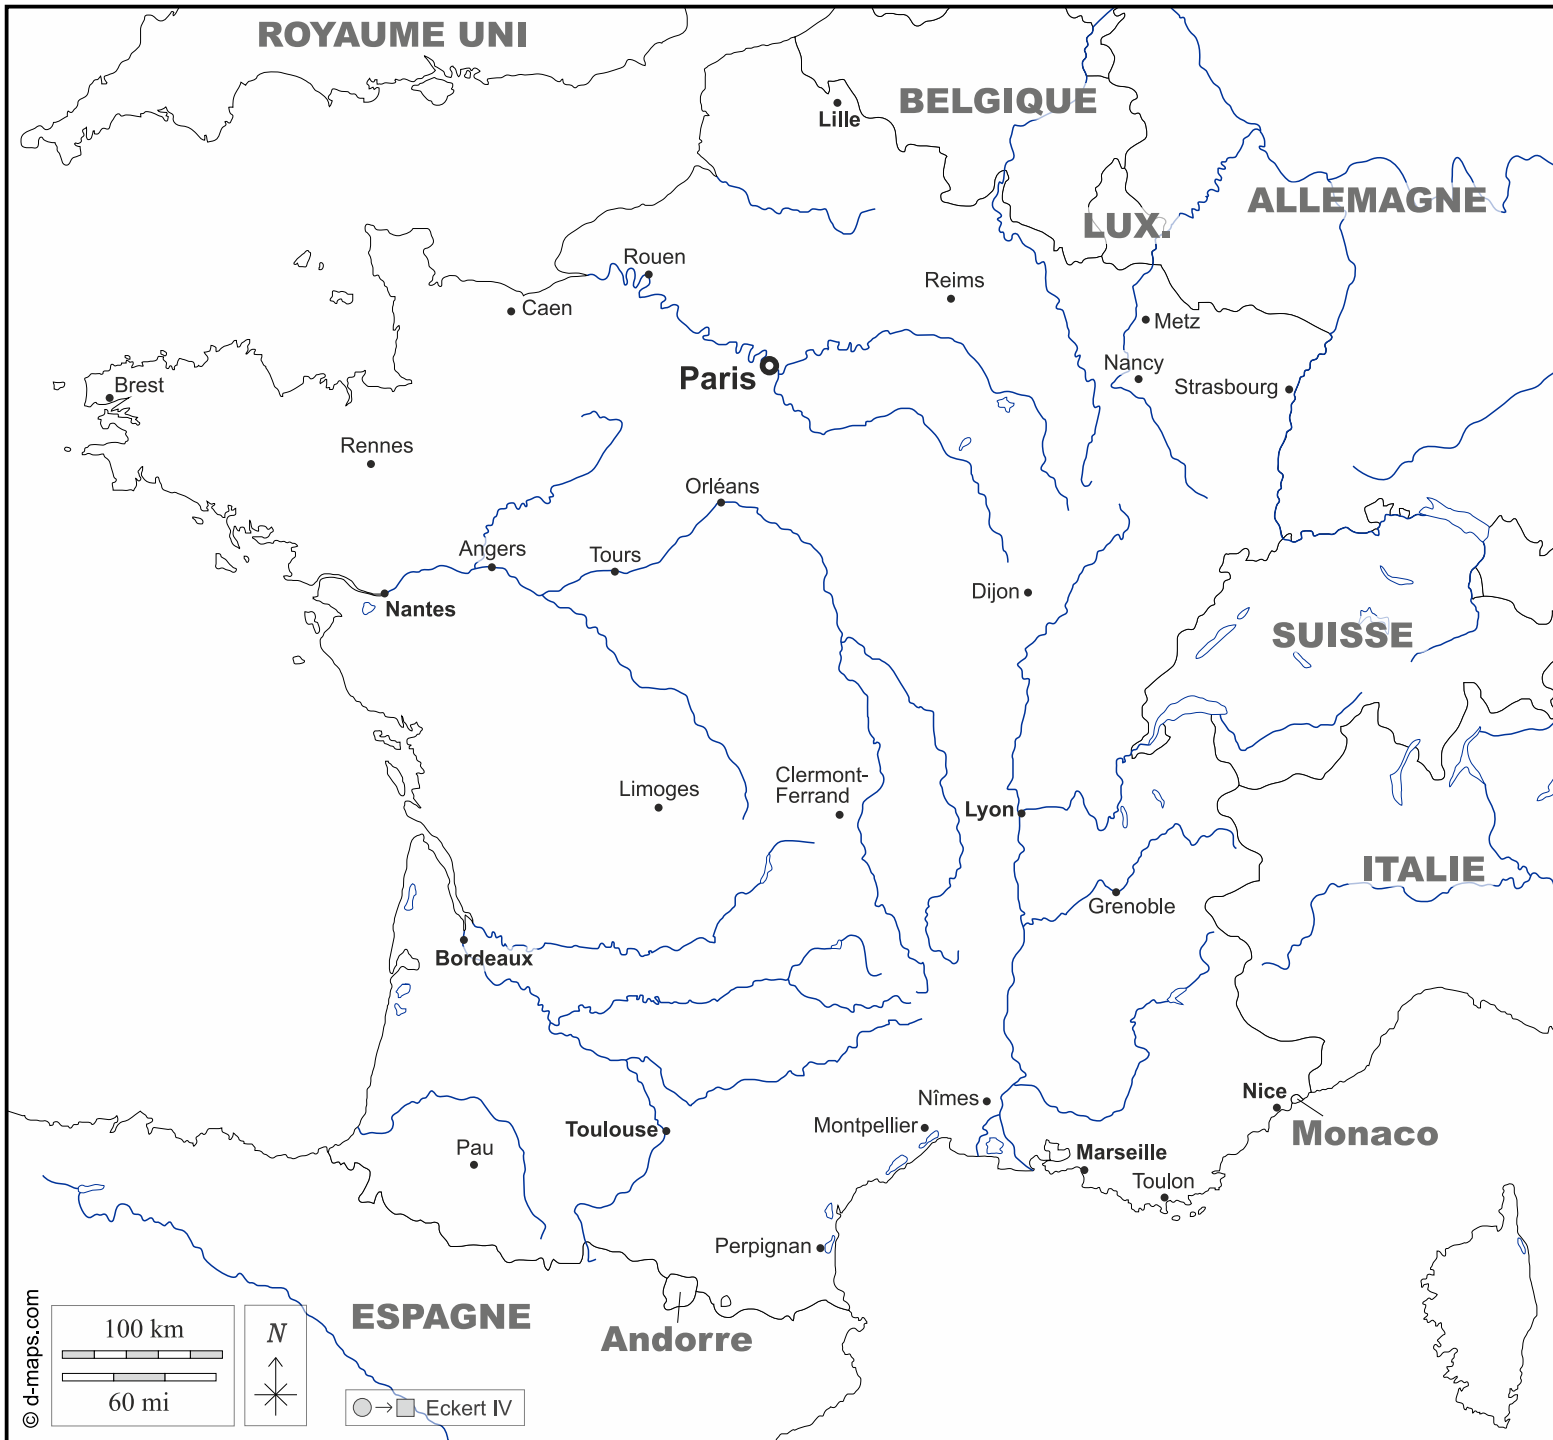 ROYAUME UNI
BELGIQUE
Lille
ALLEMAGNE
LUX.
Rouen
Reims
Caen
Metz
Paris
Nancy
Brest
Strasbourg
Rennes
Orléans
Angers
Tours
Dijon
Nantes
SUISSE
Limoges
Clermont-
Ferrand
Lyon
ITALIE
Grenoble
Bordeaux
Nîmes
Nice
Montpellier
Toulouse
Monaco
Pau
Marseille
Toulon
Perpignan
ESPAGNE
Andorre
100 km
60 mi
N
Eckert IV
© d-maps.com